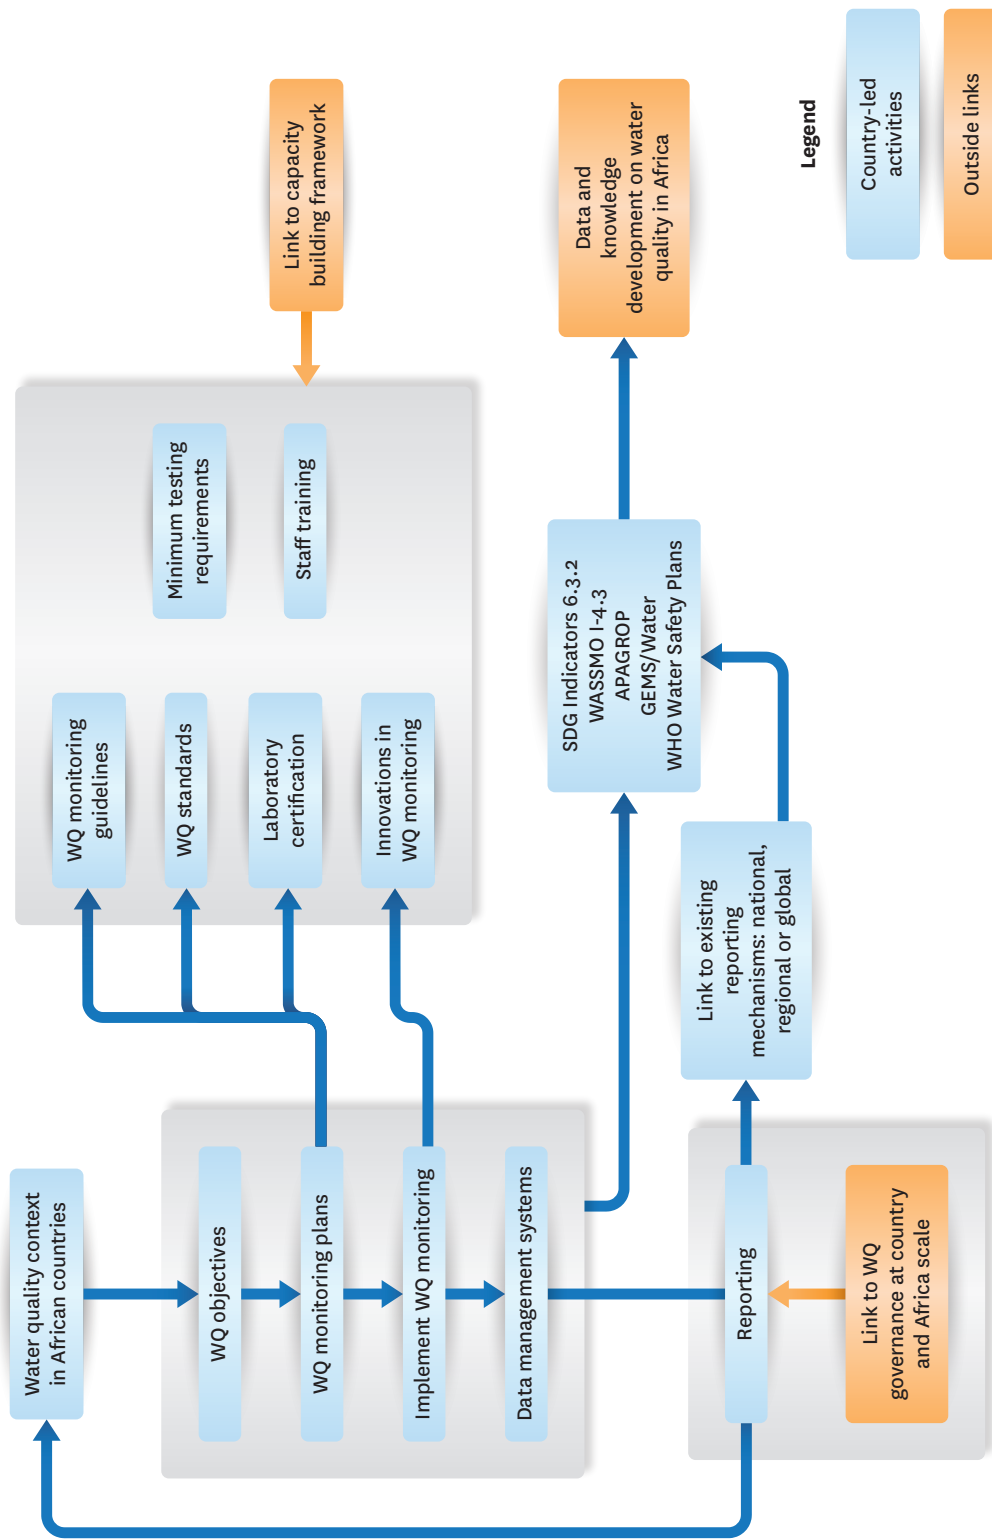 Water quality context
in African countries
WQ objectives
WQ monitoring plans
Implement WQ monitoring
Data management systems
Reporting
Link to WQ
governance at country
and Africa scale
WQ monitoring
guidelines
WQ standards
Laboratory
certification
Innovations in
WQ monitoring
Minimum testing
requirements
Staff training
Link to capacity
building framework
Link to existing
reporting
mechanisms: national,
regional or global
SDG Indicators 6.3.2
WASSMO I-4.3
APAGROP
GEMS/Water
WHO Water Safety Plans
Data and
knowledge
development on water
quality in Africa
Legend
Country-led
activities
Outside links